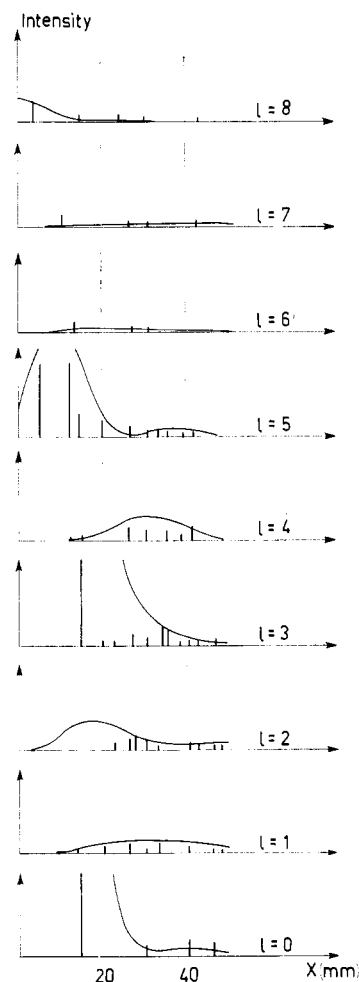 Intensity
l = 8
l = 7
l = 6
l = 5
l = 4
l = 3
l = 2
l = 1
l = 0
20 40 X (mm)